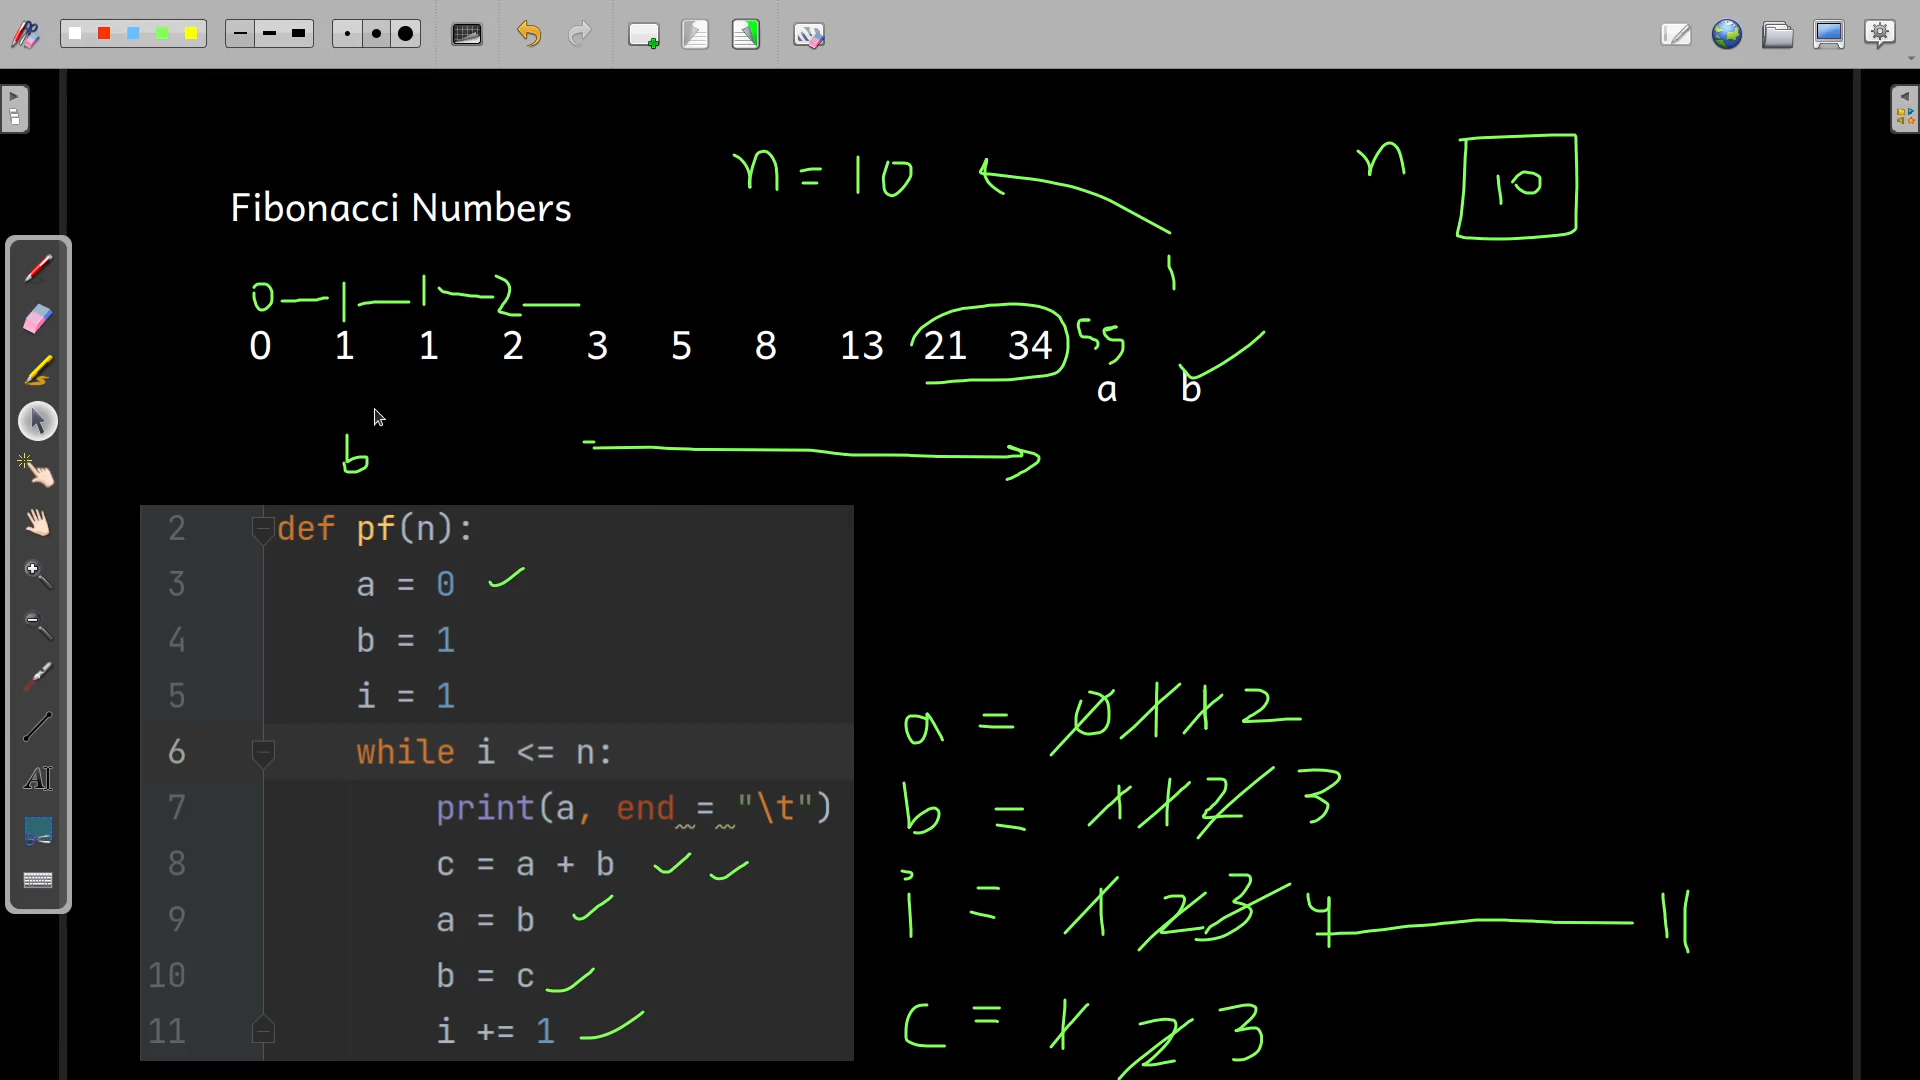 n = 10
n 10
Fibonacci Numbers
1
0 — 1 — 1 — 2 —
0 1 1 2 3 5 8 13 21 34 55
a b
b
2 def pf(n):
3 a = 0
4 b = 1
5 i = 1
6 while i <= n:
7 print(a, end = "\t")
8 c = a + b
9 a = b
10 b = c
11 i += 1
a = 0 1 1 2
b = 1 1 2 3
i = 1 2 3 4 — 11
c = 1 2 3
AI